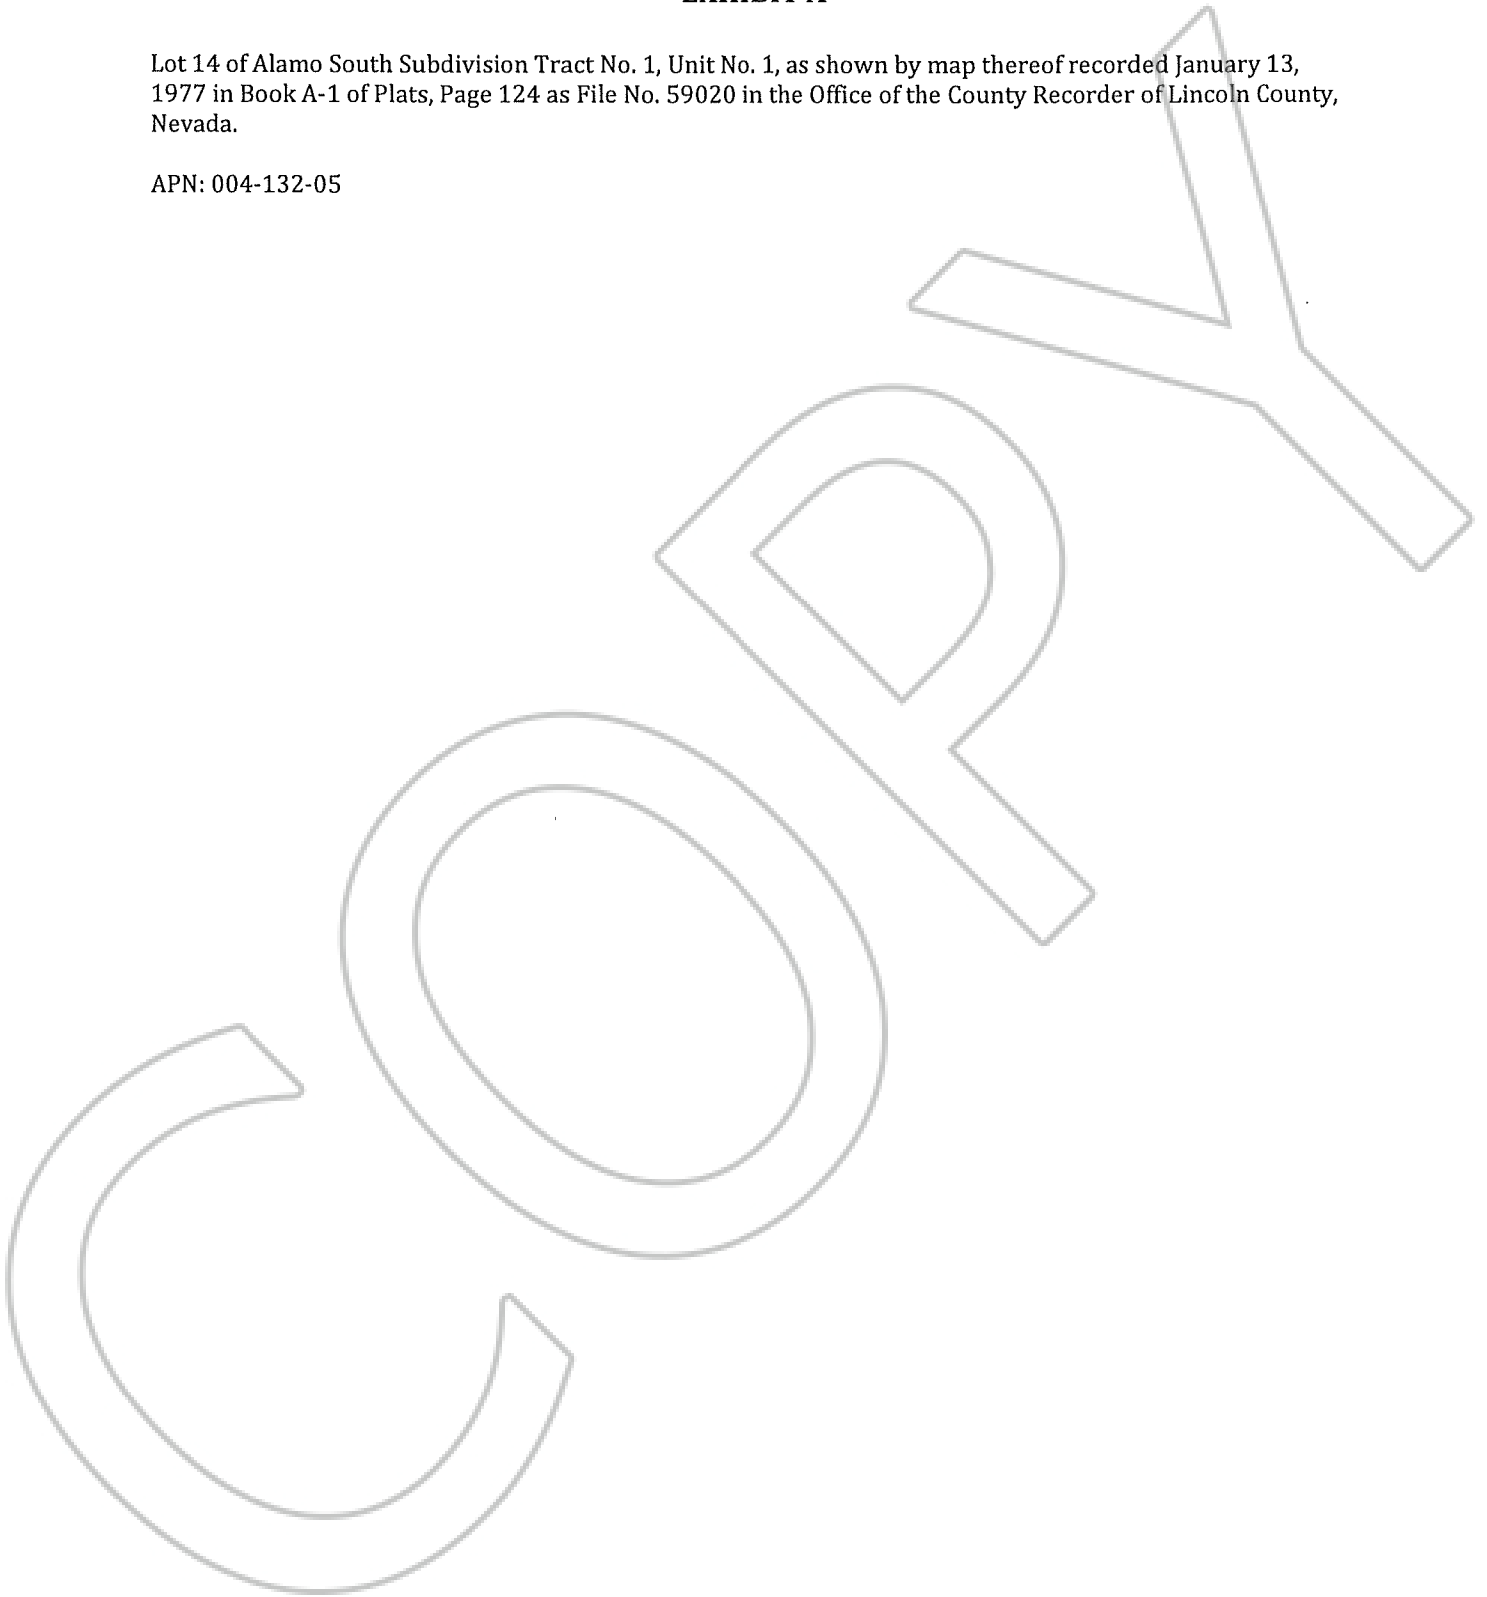 Lot 14 of Alamo South Subdivision Tract No. 1, Unit No. 1, as shown by map thereof recorded January 13,
1977 in Book A-1 of Plats, Page 124 as File No. 59020 in the Office of the County Recorder of Lincoln County,
Nevada.
APN: 004-132-05
COPY